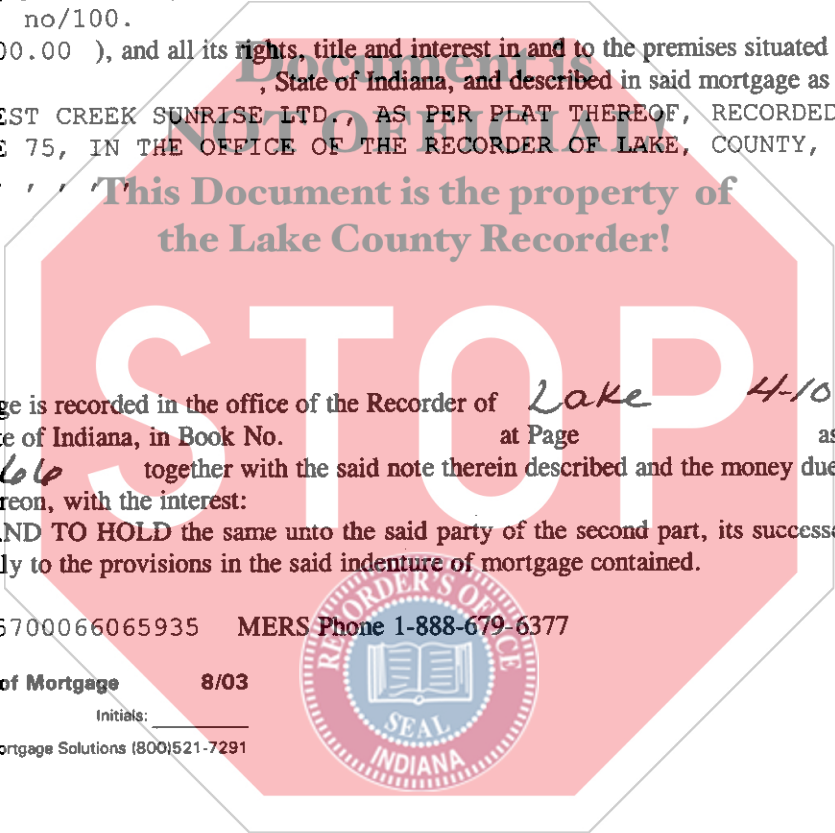 no/100.
00.00 ), and all its rights, title and interest in and to the premises situated
Document is
, State of Indiana, and described in said mortgage as
EST CREEK SUNRISE LTD., AS PER PLAT THEREOF, RECORDED
NOT OFFICIAL!
E 75, IN THE OFFICE OF THE RECORDER OF LAKE, COUNTY,
, , , ,
This Document is the property of
the Lake County Recorder!
STOP
ge is recorded in the office of the Recorder of Lake 4-10
te of Indiana, in Book No. at Page as
66 together with the said note therein described and the money due
reon, with the interest:
AND TO HOLD the same unto the said party of the second part, its success
ly to the provisions in the said indenture of mortgage contained.
5700066065935 MERS Phone 1-888-679-6377
RECORDER'S OFFICE
SEAL
INDIANA
of Mortgage 8/03
Initials:
ortgage Solutions (800)521-7291